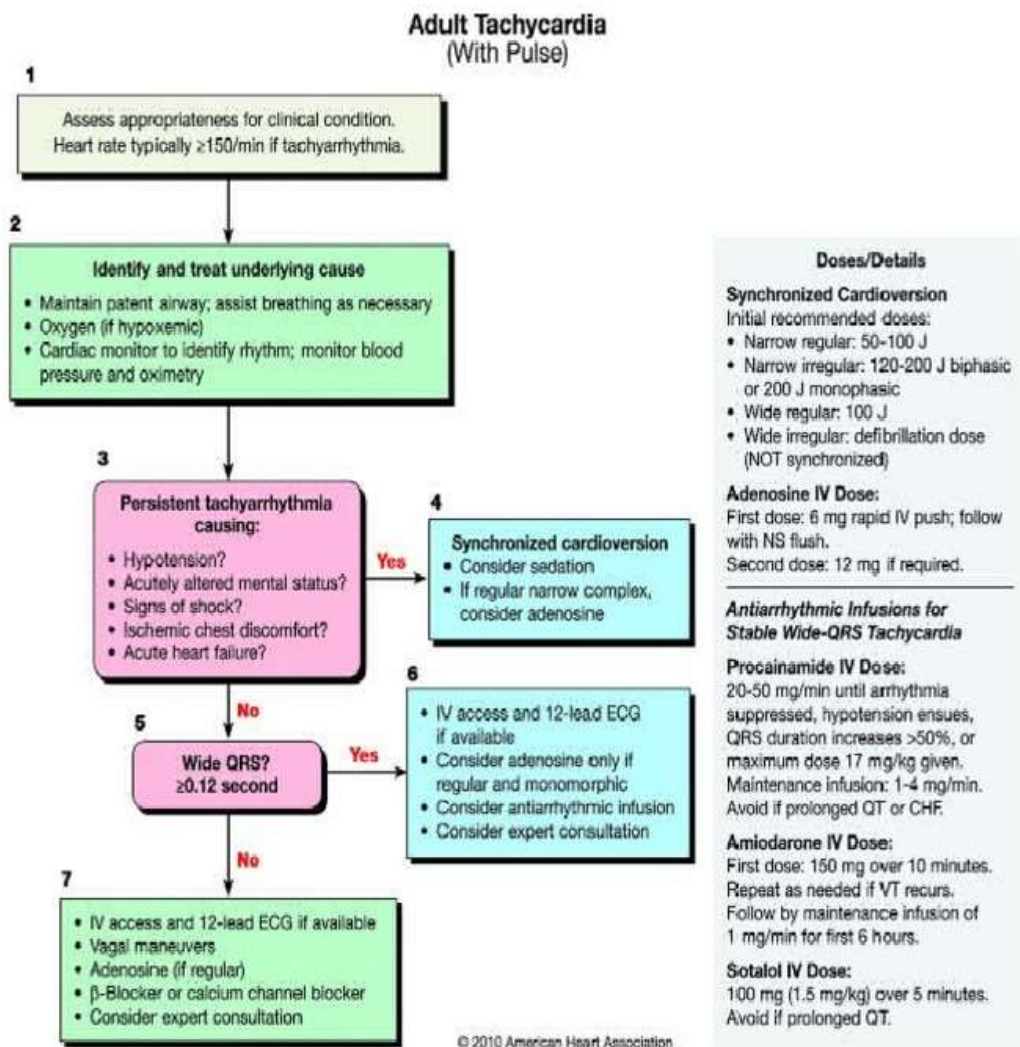 Adult Tachycardia
(With Pulse)
1
Assess appropriateness for clinical condition.
Heart rate typically ≥150/min if tachyarrhythmia.
2
Identify and treat underlying cause
• Maintain patent airway; assist breathing as necessary
• Oxygen (if hypoxemic)
• Cardiac monitor to identify rhythm; monitor blood
pressure and oximetry
3
Persistent tachyarrhythmia
causing:
• Hypotension?
• Acutely altered mental status?
• Signs of shock?
• Ischemic chest discomfort?
• Acute heart failure?
Yes
4
Synchronized cardioversion
• Consider sedation
• If regular narrow complex,
consider adenosine
No
5
Wide QRS?
≥0.12 second
Yes
6
• IV access and 12-lead ECG
if available
• Consider adenosine only if
regular and monomorphic
• Consider antiarrhythmic infusion
• Consider expert consultation
No
7
• IV access and 12-lead ECG if available
• Vagal maneuvers
• Adenosine (if regular)
• β-Blocker or calcium channel blocker
• Consider expert consultation
Doses/Details
Synchronized Cardioversion
Initial recommended doses:
• Narrow regular: 50-100 J
• Narrow irregular: 120-200 J biphasic
or 200 J monophasic
• Wide regular: 100 J
• Wide irregular: defibrillation dose
(NOT synchronized)
Adenosine IV Dose:
First dose: 6 mg rapid IV push; follow
with NS flush.
Second dose: 12 mg if required.
Antiarrhythmic Infusions for
Stable Wide-QRS Tachycardia
Procainamide IV Dose:
20-50 mg/min until arrhythmia
suppressed, hypotension ensues,
QRS duration increases >50%, or
maximum dose 17 mg/kg given.
Maintenance infusion: 1-4 mg/min.
Avoid if prolonged QT or CHF.
Amiodarone IV Dose:
First dose: 150 mg over 10 minutes.
Repeat as needed if VT recurs.
Follow by maintenance infusion of
1 mg/min for first 6 hours.
Sotalol IV Dose:
100 mg (1.5 mg/kg) over 5 minutes.
Avoid if prolonged QT.
© 2010 American Heart Association